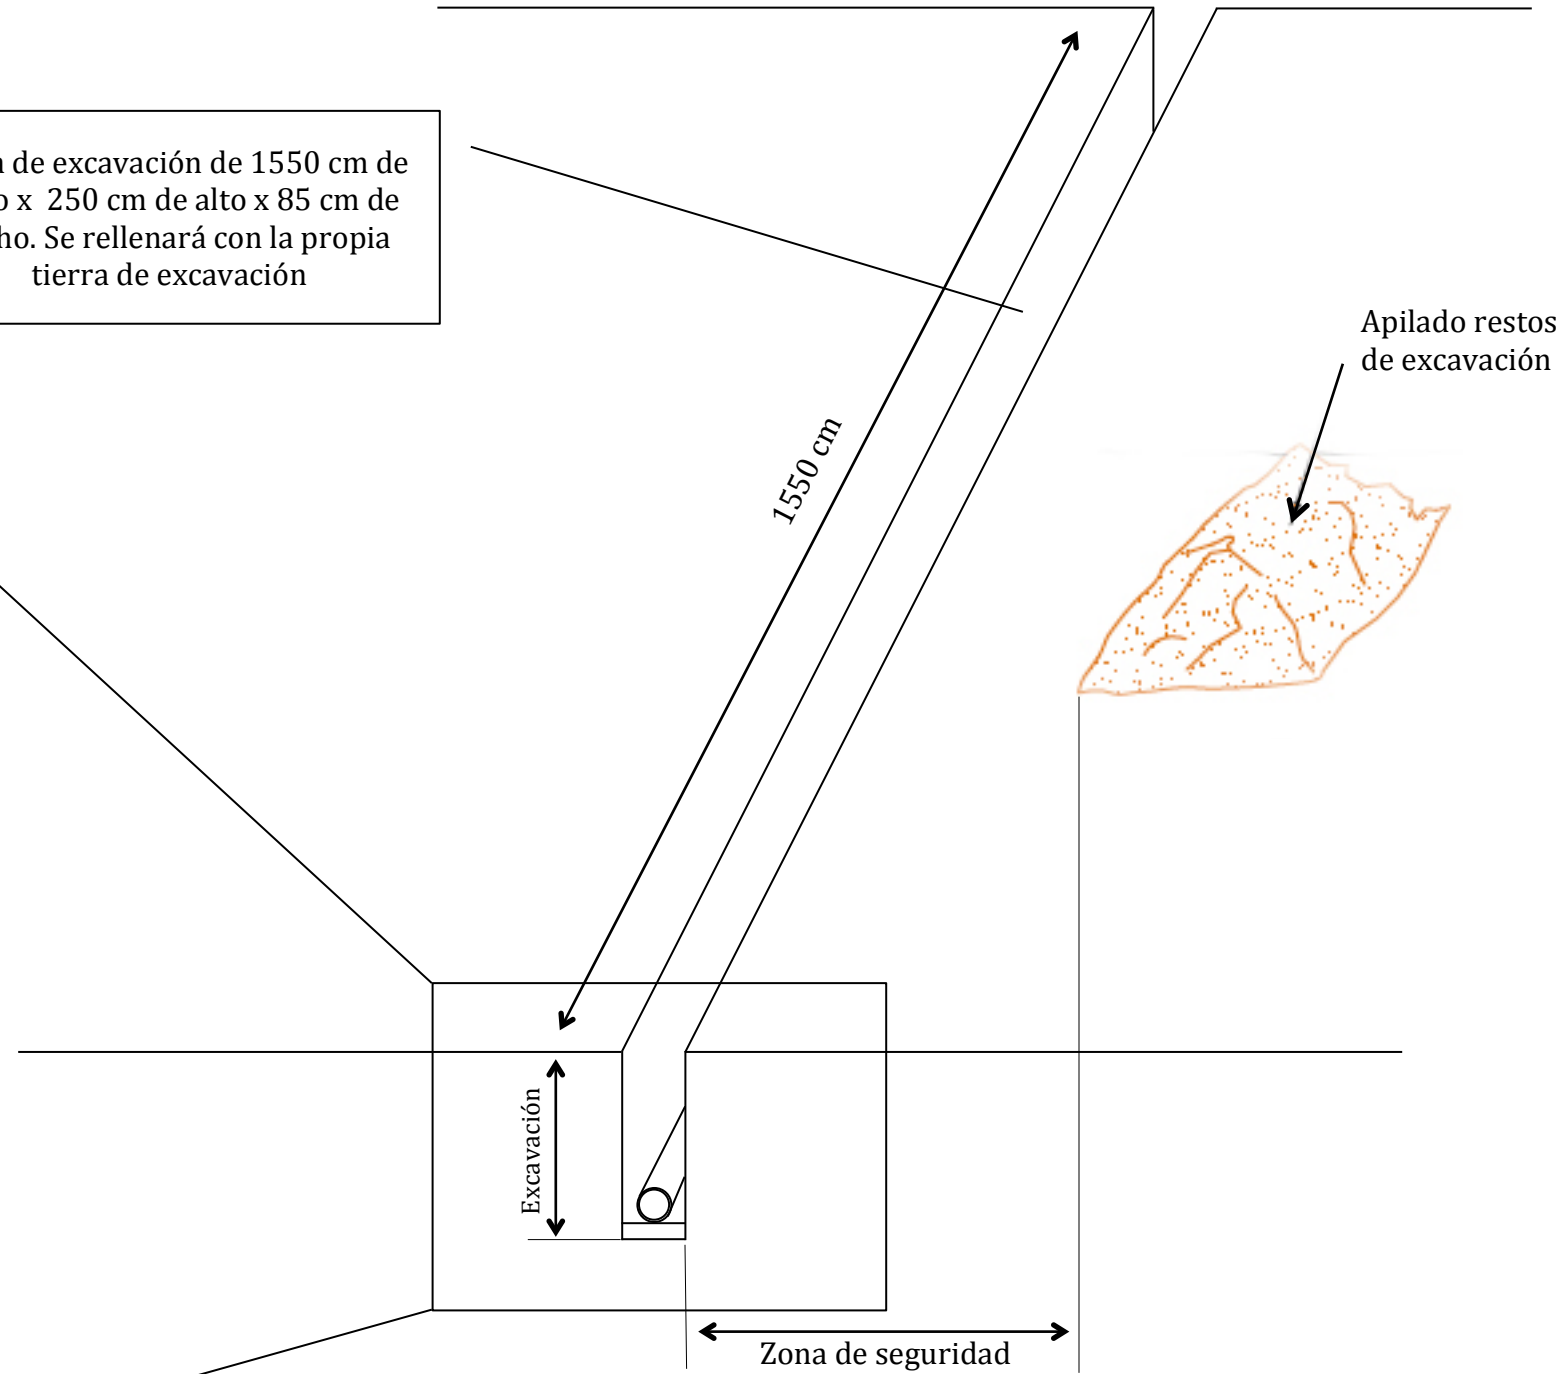 de excavación de 1550 cm de
x 250 cm de alto x 85 cm de
Se rellenará con la propia
tierra de excavación
Apilado restos
de excavación
1550 cm
Excavación
Zona de seguridad